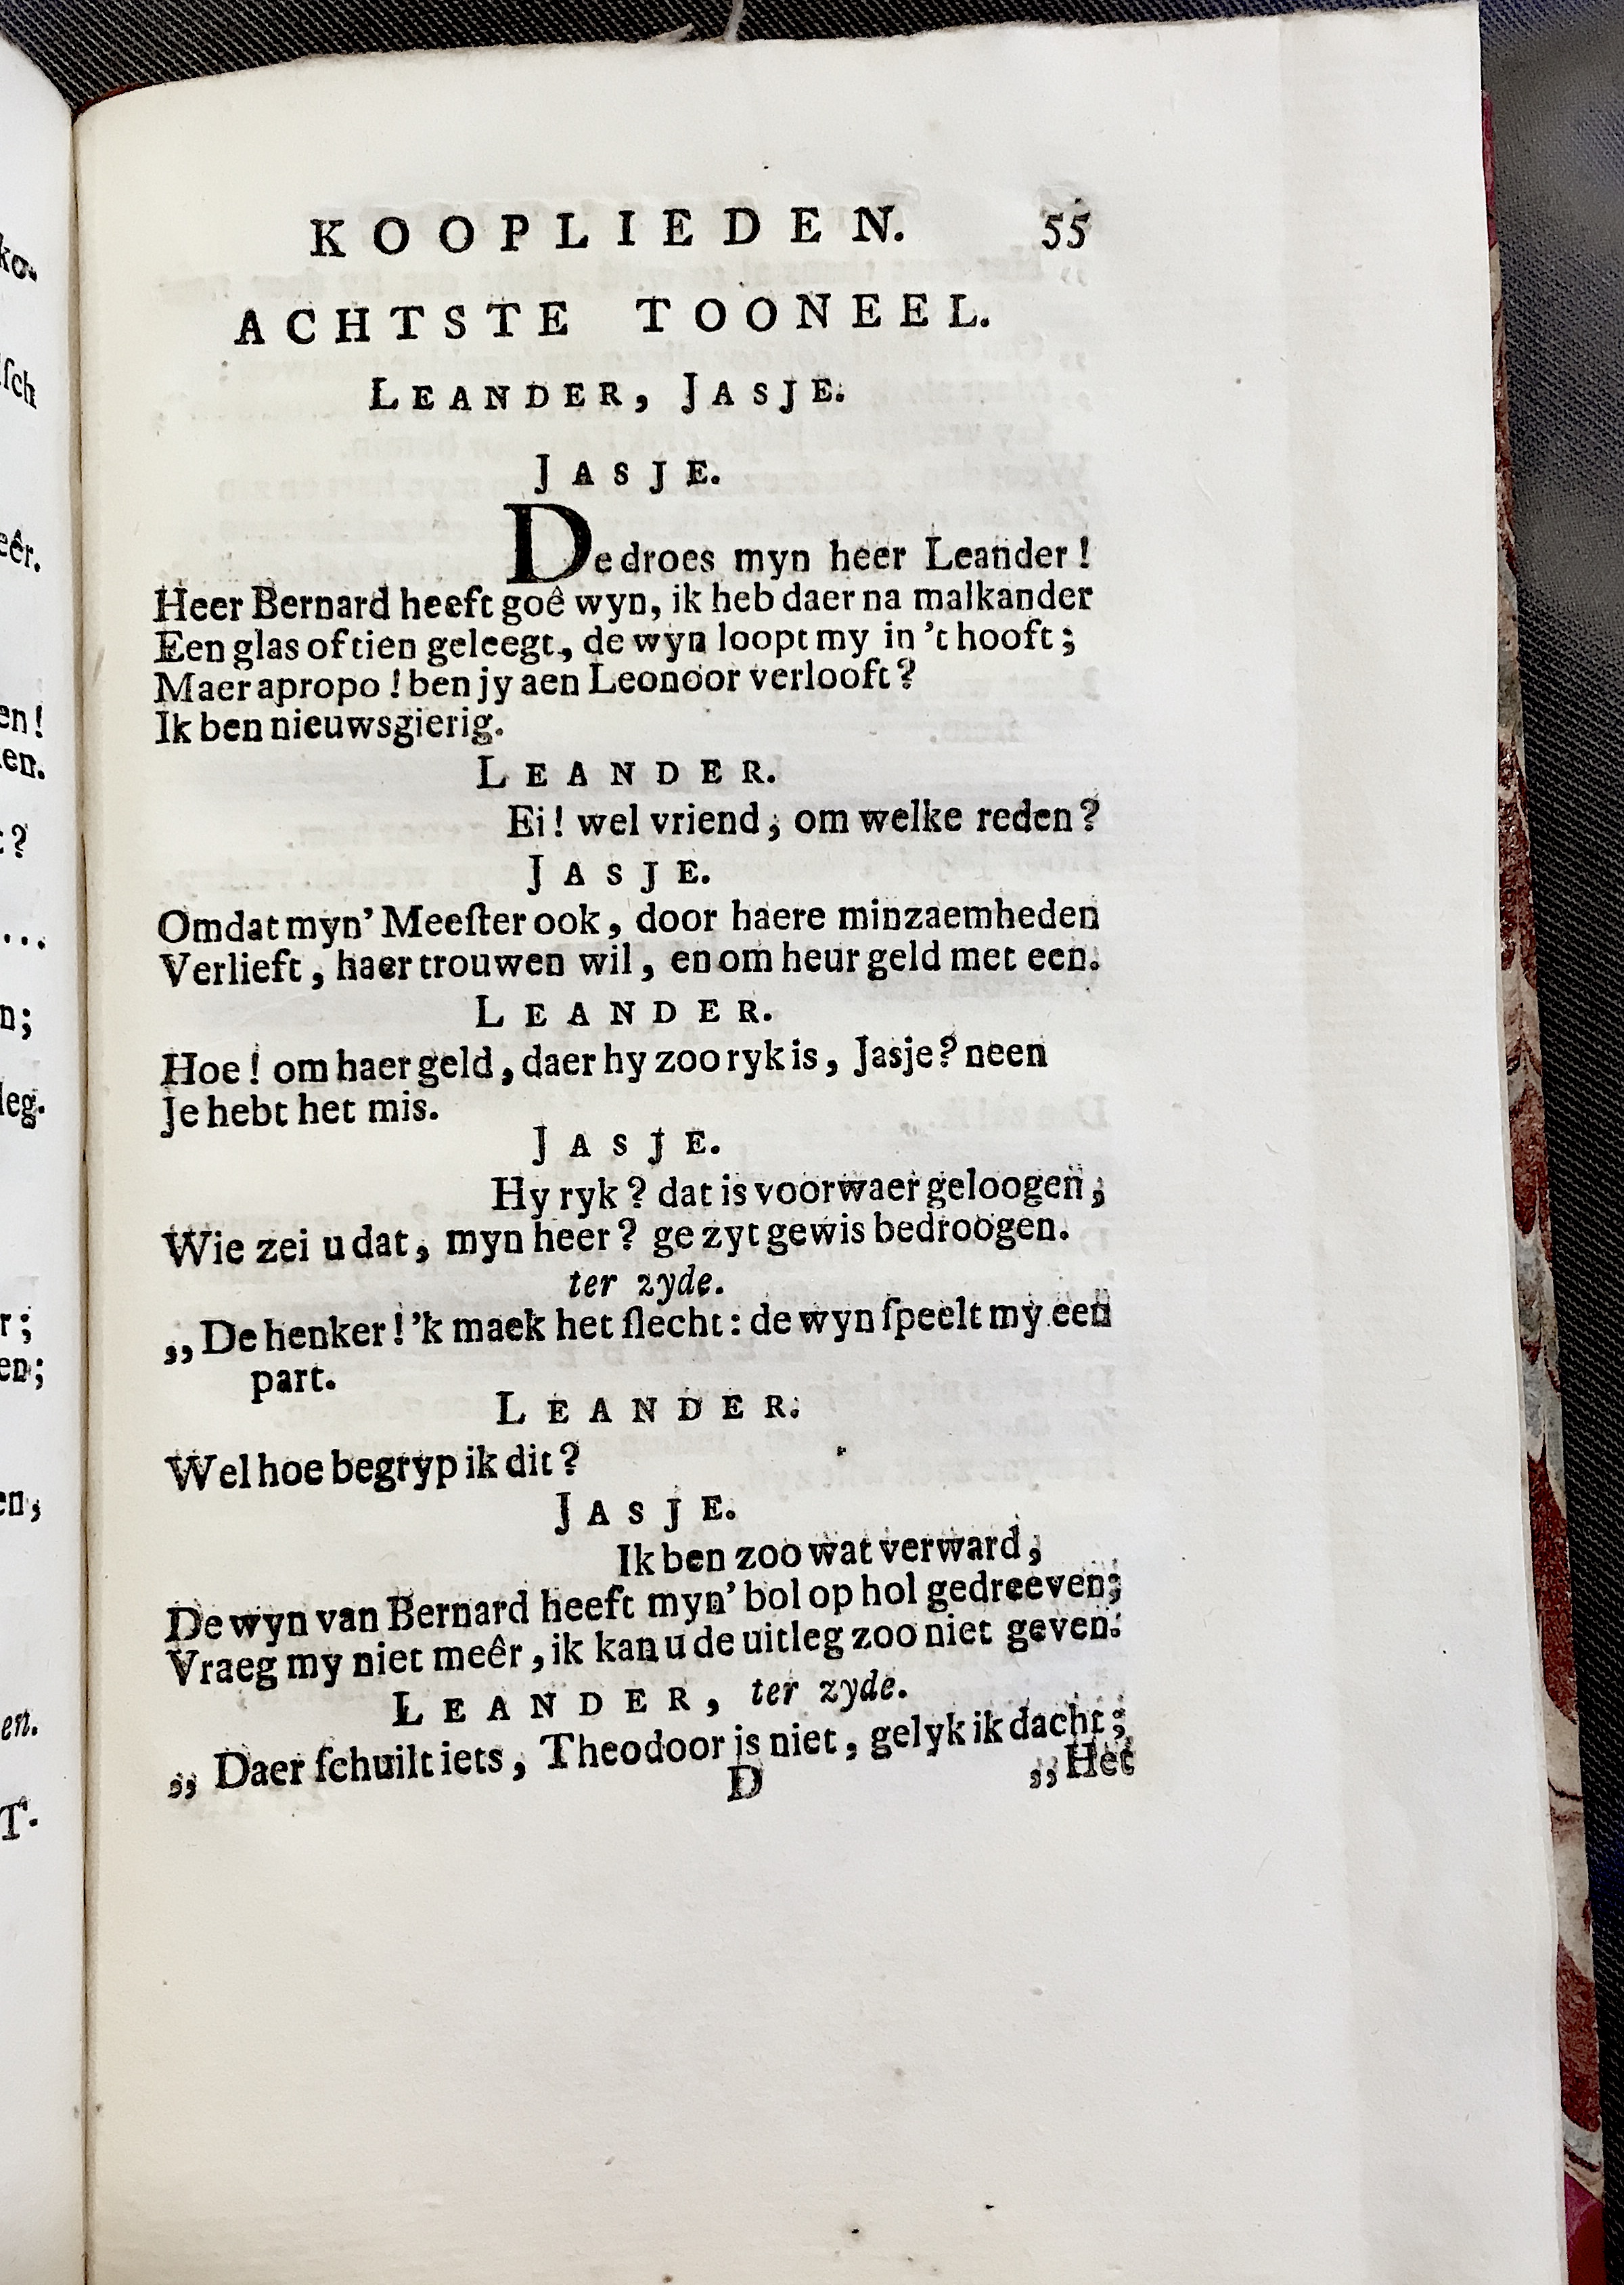 KOOPLIEDEN. 55
ACHTSTE TOONEEL.
LEANDER, JASJE.
JASJE.
De droes myn heer Leander!
Heer Bernard heeft goê wyn, ik heb daer na malkander
Een glas of tien geleegt, de wyn loopt my in 't hooft;
Maer apropo! ben jy aen Leonoor verlooft?
Ik ben nieuwsgierig.
LEANDER.
Ei! wel vriend, om welke reden?
JASJE.
Omdat myn' Meeſter ook, door haere minzaemheden
Verlieft, haer trouwen wil, en om heur geld met een.
LEANDER.
Hoe! om haer geld, daer hy zoo ryk is, Jasje? neen
Je hebt het mis.
JASJE.
Hy ryk? dat is voorwaer geloogen;
Wie zei u dat, myn heer? ge zyt gewis bedroogen.
ter zyde.
„De henker! 'k maek het ſlecht: de wyn ſpeelt my een
part.
LEANDER.
Wel hoe begryp ik dit?
JASJE.
Ik ben zoo wat verward;
De wyn van Bernard heeft myn' bol op hol gedreeven;
Vraeg my niet meêr, ik kan u de uitleg zoo niet geven.
LEANDER, ter zyde.
„Daer ſchuilt iets, Theodoor is niet, gelyk ik dacht;
D „Het